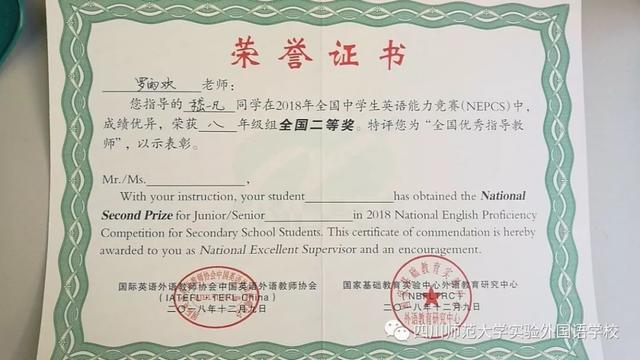 荣誉证书
老师:
您指导的 同学在2018年全国中学生英语能力竞赛(NEPCS)中,
成绩优异, 荣获 八 年级组全国二等奖。特评您为“全国优秀指导教
师”, 以示表彰。
Mr./Ms.
With your instruction, your student has obtained the National
Second Prize for Junior/Senior in 2018 National English Proficiency
Competition for Secondary School Students. This certificate of commendation is hereby
awarded to you as National Excellent Supervisor and an encouragement.
国际英语外语教师协会中国英语外语教师协会
(IATEFL-TEFL China)
二〇一八年十二月九日
国家基础教育实验中心外语教育研究中心
(NBFLTRC)
二〇一八年十二月九日
外语教育研究中心
四川师范大学实验外国语学校